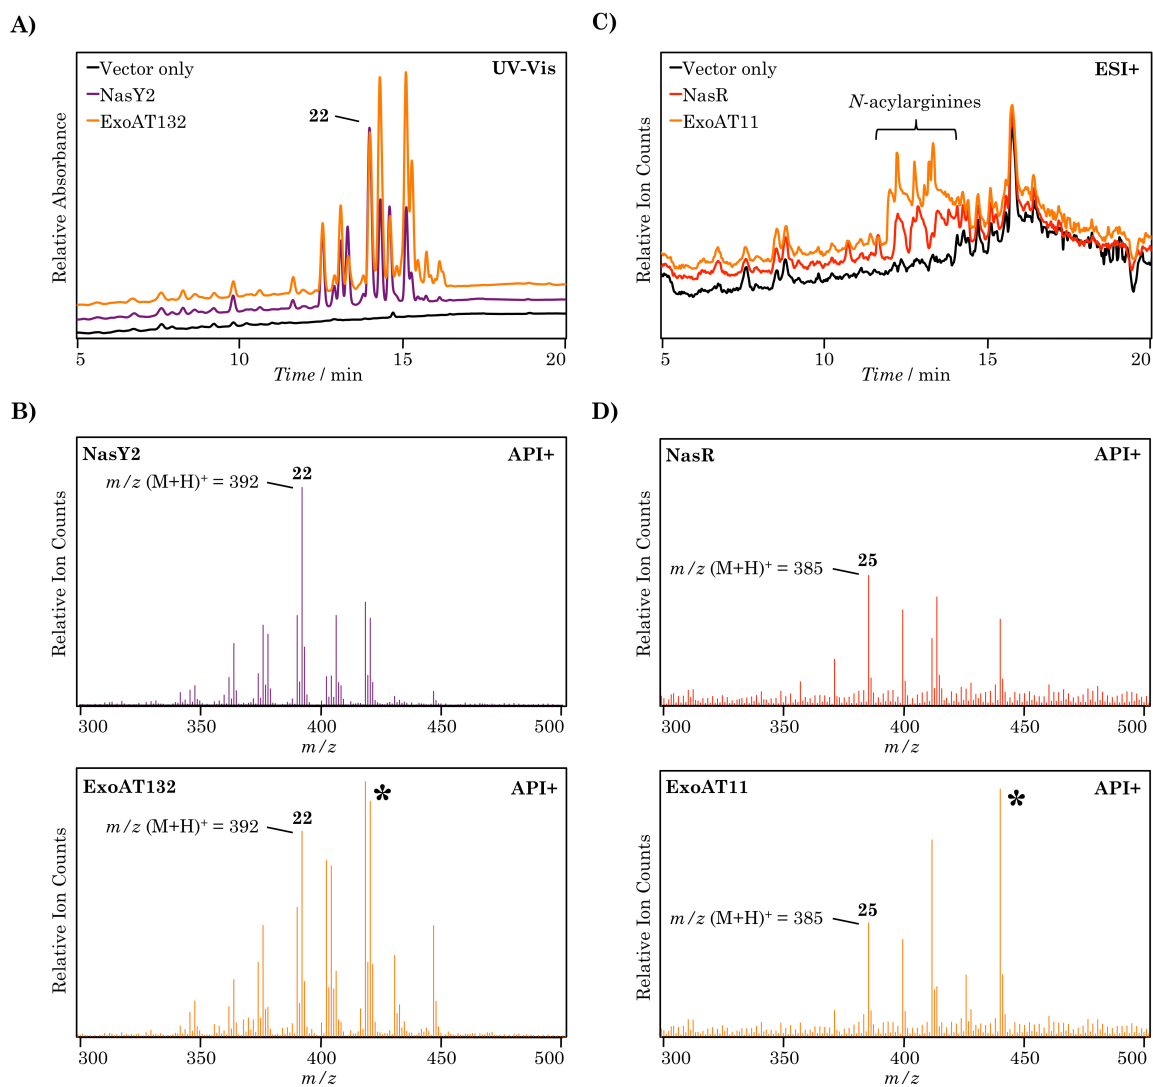 A)
Vector only
NasY2
ExoAT132
UV-Vis
22
Relative Absorbance
5 10 15 20
Time / min
C)
Vector only
NasR
ExoAT11
ESI+
N-acylarginines
Relative Ion Counts
5 10 15 20
Time / min
B)
NasY2
API+
m/z (M+H)+ = 392
22
Relative Ion Counts
300 350 400 450 500
m/z
ExoAT132
API+
*
m/z (M+H)+ = 392
22
Relative Ion Counts
300 350 400 450 500
m/z
D)
NasR
API+
m/z (M+H)+ = 385
25
Relative Ion Counts
300 350 400 450 500
m/z
ExoAT11
API+
*
m/z (M+H)+ = 385
25
Relative Ion Counts
300 350 400 450 500
m/z